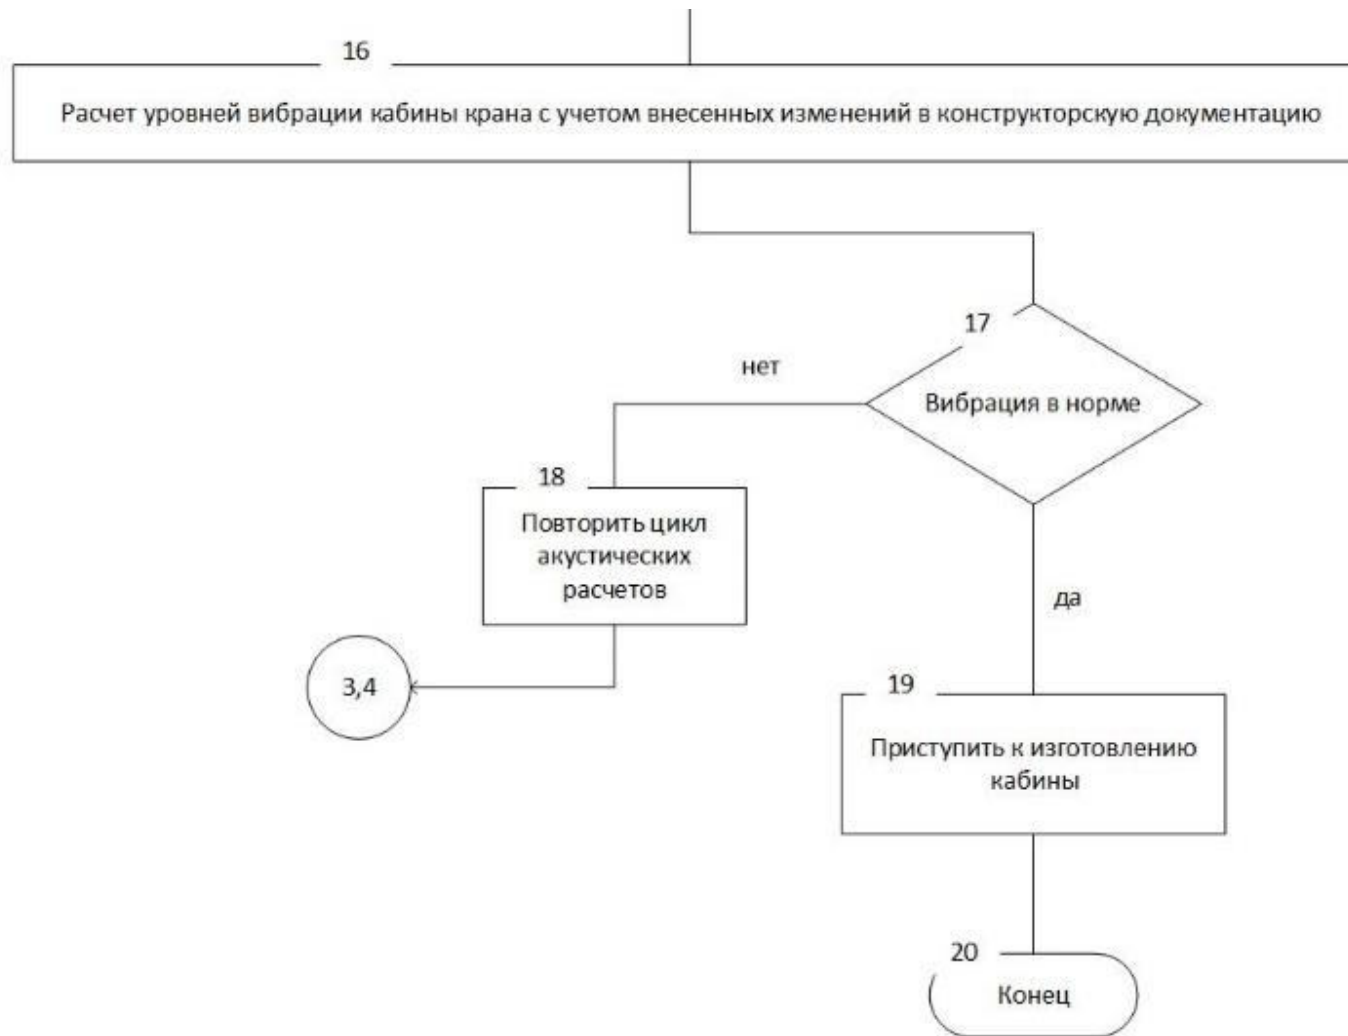 16
Расчет уровней вибрации кабины крана с учетом внесенных изменений в конструкторскую документацию
17
нет
Вибрация в норме
18
Повторить цикл
акустических
расчетов
да
3,4
19
Приступить к изготовлению
кабины
20
Конец